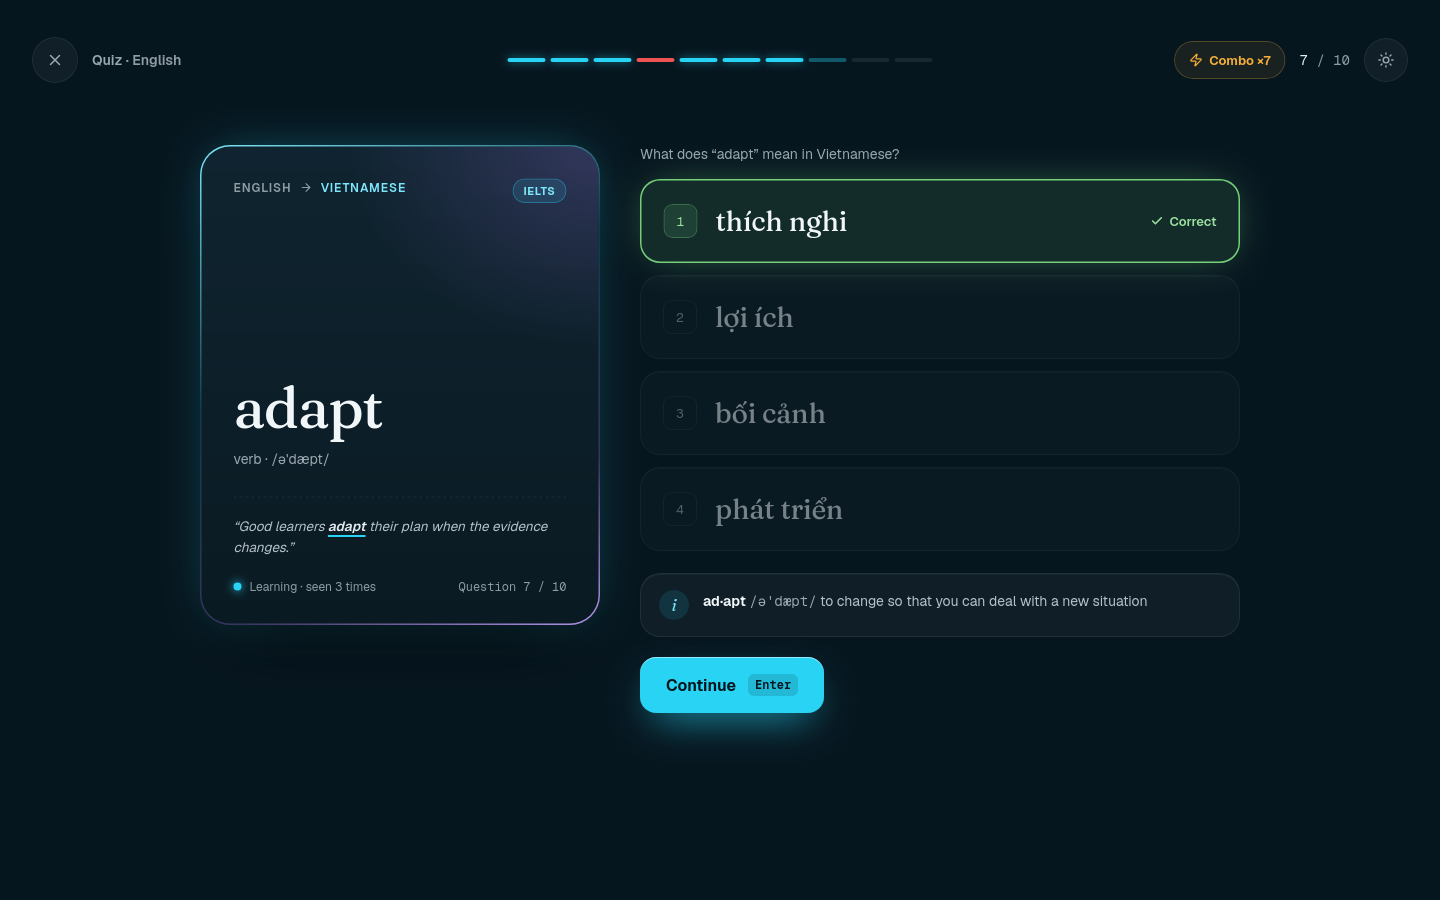 Quiz · English
Combo ×7
7 / 10
ENGLISH → VIETNAMESE
IELTS
adapt
verb · /ə'dæpt/
“Good learners adapt their plan when the evidence
changes.”
Learning · seen 3 times
Question 7 / 10
What does “adapt” mean in Vietnamese?
1 thích nghi
Correct
2 lợi ích
3 bối cảnh
4 phát triển
i
ad·apt /əˈdæpt/ to change so that you can deal with a new situation
Continue Enter